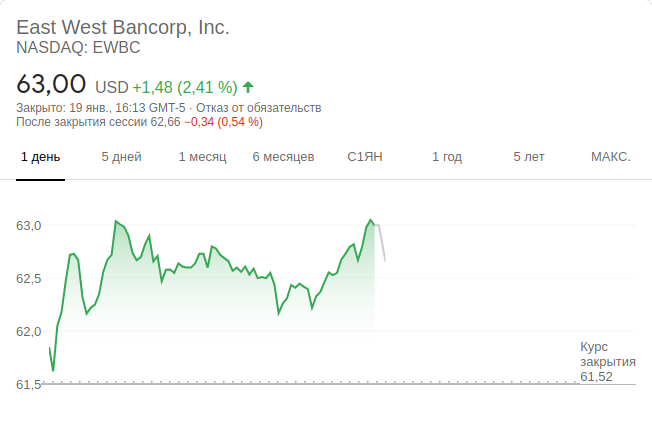 East West Bancorp, Inc.
NASDAQ: EWBC
63,00 USD +1,48 (2,41 %)
Закрыто: 19 янв., 16:13 GMT-5 · Отказ от обязательств
После закрытия сессии 62,66 −0,34 (0,54 %)
1 день 5 дней 1 месяц 6 месяцев С1ЯН 1 год 5 лет МАКС.
63,0
62,5
62,0
Курс
закрытия
61,52
61,5